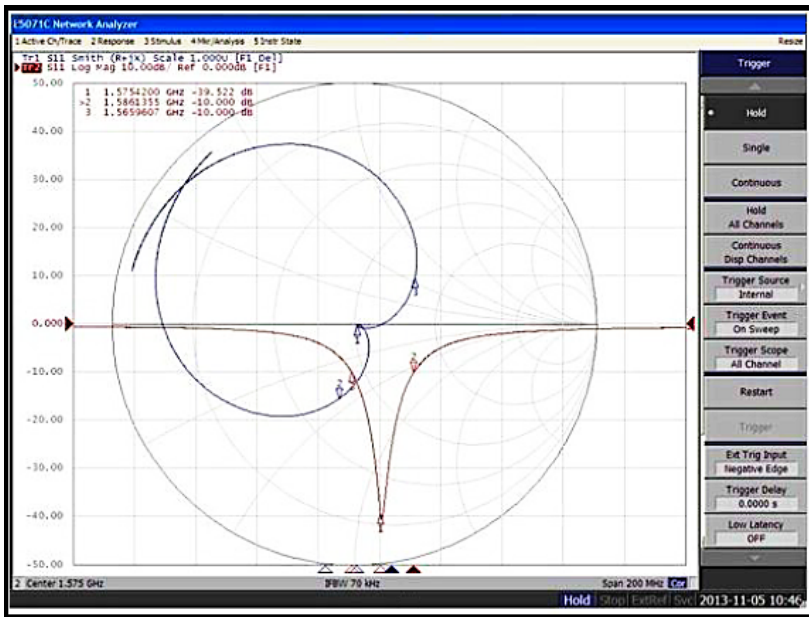 E5071C Network Analyzer
1 Active Ch/Trace 2 Response 3 Stimulus 4 Mkr/Analysis 5 Instr State
Resize
Tr1 S11 Smith (R+jX) Scale 1.000U [F1 Del]
Tr2 S11 Log Mag 10.00dB/ Ref 0.000dB [F1]
50.00
1 1.5754200 GHz -39.522 dB
>2 1.5861355 GHz -10.000 dB
3 1.5659607 GHz -10.000 dB
40.00
30.00
20.00
10.00
0.000
-10.00
-20.00
-30.00
-40.00
-50.00
1
2
2
1
Trigger
Hold
Single
Continuous
Hold
All Channels
Continuous
Disp Channels
Trigger Source
Internal
Trigger Event
On Sweep
Trigger Scope
All Channel
Restart
Trigger
Ext Trig Input
Negative Edge
Trigger Delay
0.0000 s
Low Latency
OFF
2 Center 1.575 GHz
IFBW 70 kHz
Span 200 MHz Cor
Hold Stop ExtRef Svc 2013-11-05 10:46